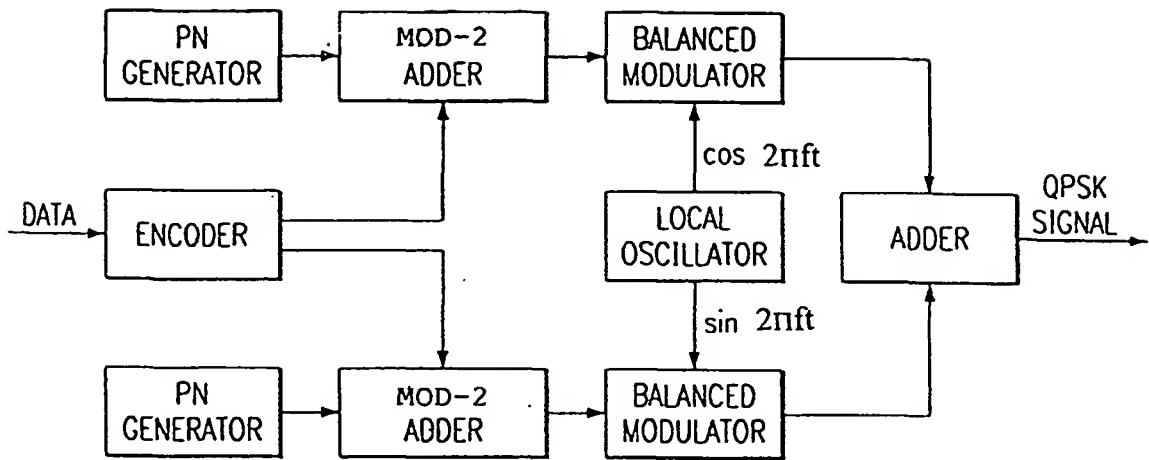 PN
GENERATOR
MOD-2
ADDER
BALANCED
MODULATOR
cos 2πft
DATA
ENCODER
LOCAL
OSCILLATOR
ADDER
QPSK
SIGNAL
sin 2πft
PN
GENERATOR
MOD-2
ADDER
BALANCED
MODULATOR